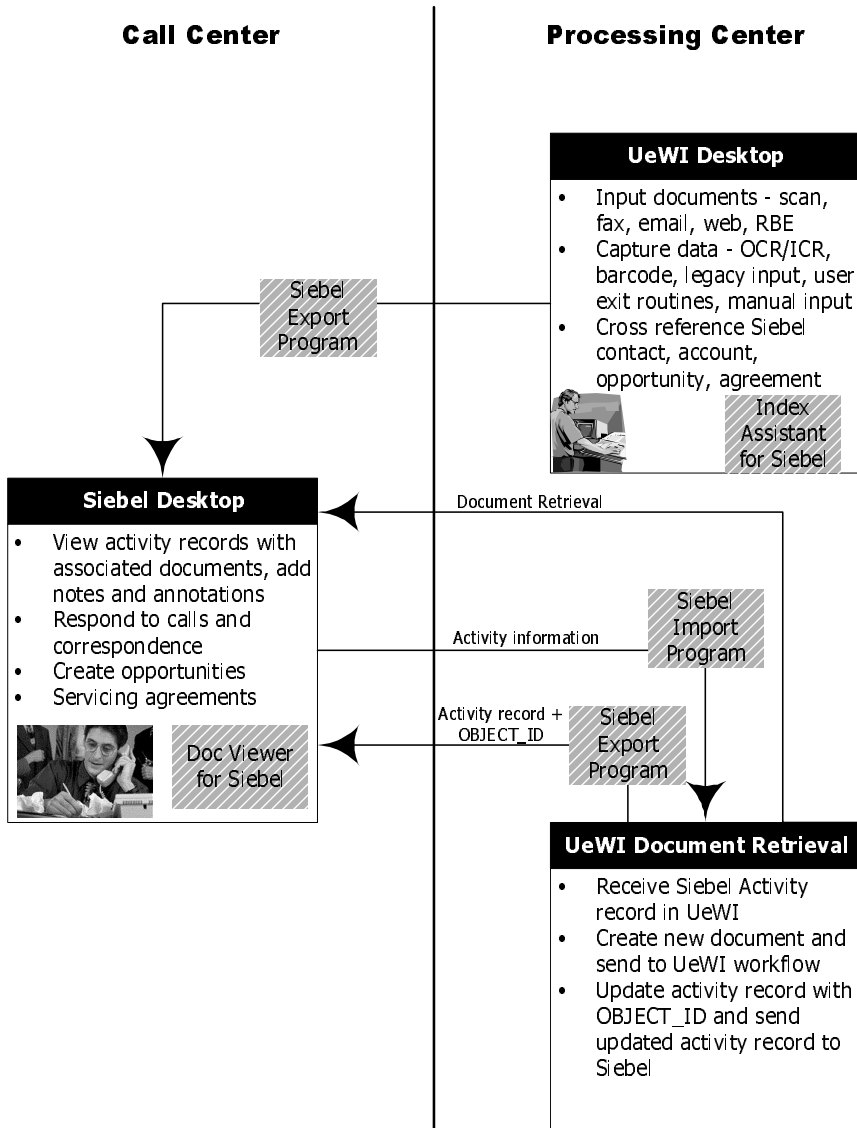 Call Center
Processing Center
UeWI Desktop
• Input documents - scan,
fax, email, web, RBE
• Capture data - OCR/ICR,
barcode, legacy input, user
exit routines, manual input
• Cross reference Siebel
contact, account,
opportunity, agreement
Index
Assistant
for Siebel
Siebel
Export
Program
Siebel Desktop
• View activity records with
associated documents, add
notes and annotations
• Respond to calls and
correspondence
• Create opportunities
• Servicing agreements
Doc Viewer
for Siebel
Document Retrieval
Siebel
Import
Program
Activity information
Activity record +
OBJECT_ID
Siebel
Export
Program
UeWI Document Retrieval
• Receive Siebel Activity
record in UeWI
• Create new document and
send to UeWI workflow
• Update activity record with
OBJECT_ID and send
updated activity record to
Siebel